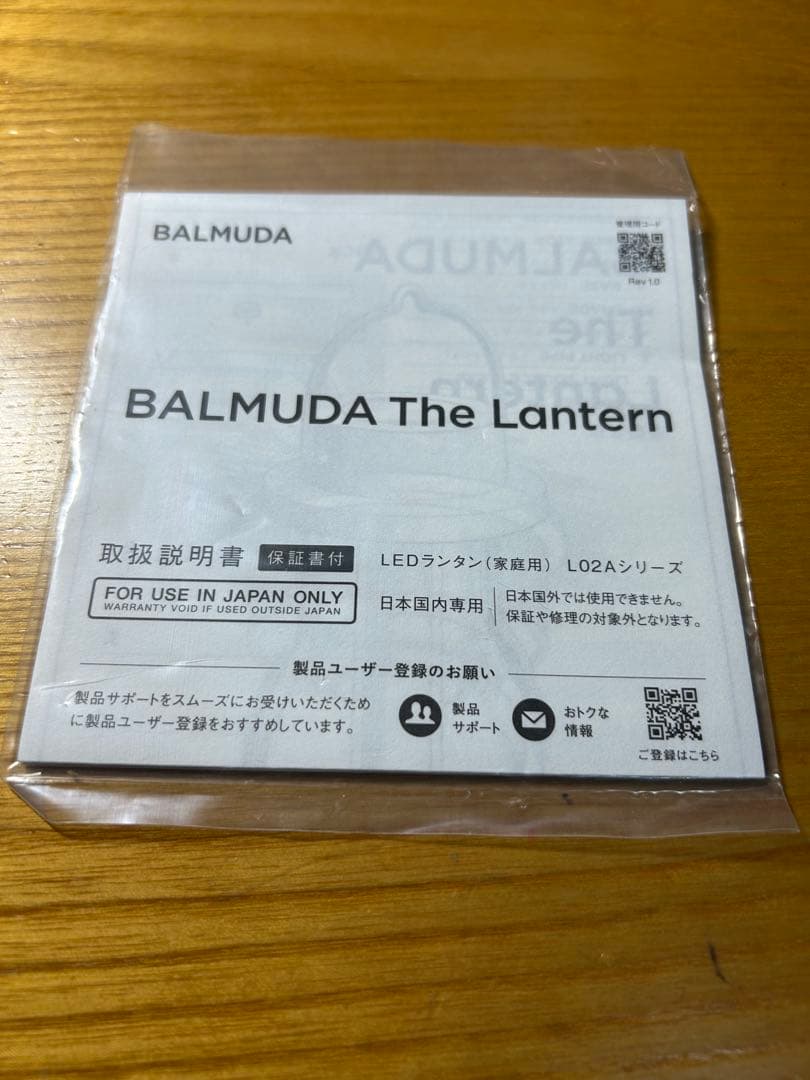 BALMUDA
管理用コード
Rev 1.0
BALMUDA The Lantern
取扱説明書 保証書付
LEDランタン(家庭用) L02Aシリーズ
FOR USE IN JAPAN ONLY
WARRANTY VOID IF USED OUTSIDE JAPAN
日本国内専用
日本国外では使用できません。
保証や修理の対象外となります。
製品ユーザー登録のお願い
製品サポートをスムーズにお受けいただくため
に製品ユーザー登録をおすすめしています。
製品
サポート
おトクな
情報
ご登録はこちら
BALMUDA
The
Lantern